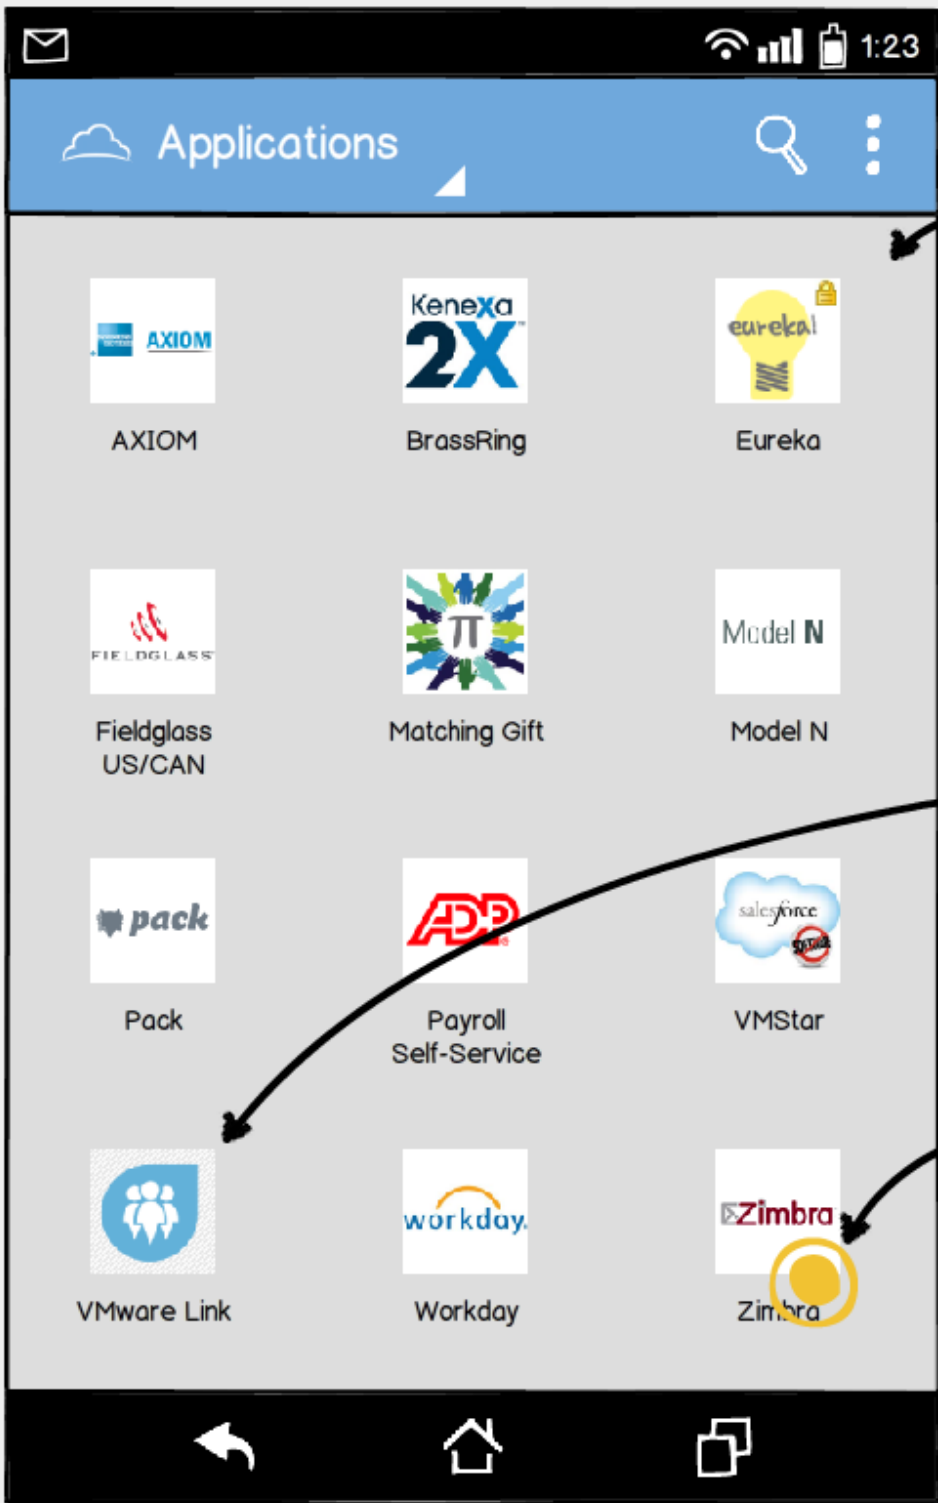 1:23
Applications
AXIOM
Kenexa
2X
eureka!
AXIOM
BrassRing
Eureka
FIELDGLASS
π
Model N
Fieldglass
US/CAN
Matching Gift
Model N
pack
ADP
salesforce
Pack
Payroll
Self-Service
VMStar
workday.
Zimbra
VMware Link
Workday
Zimbra